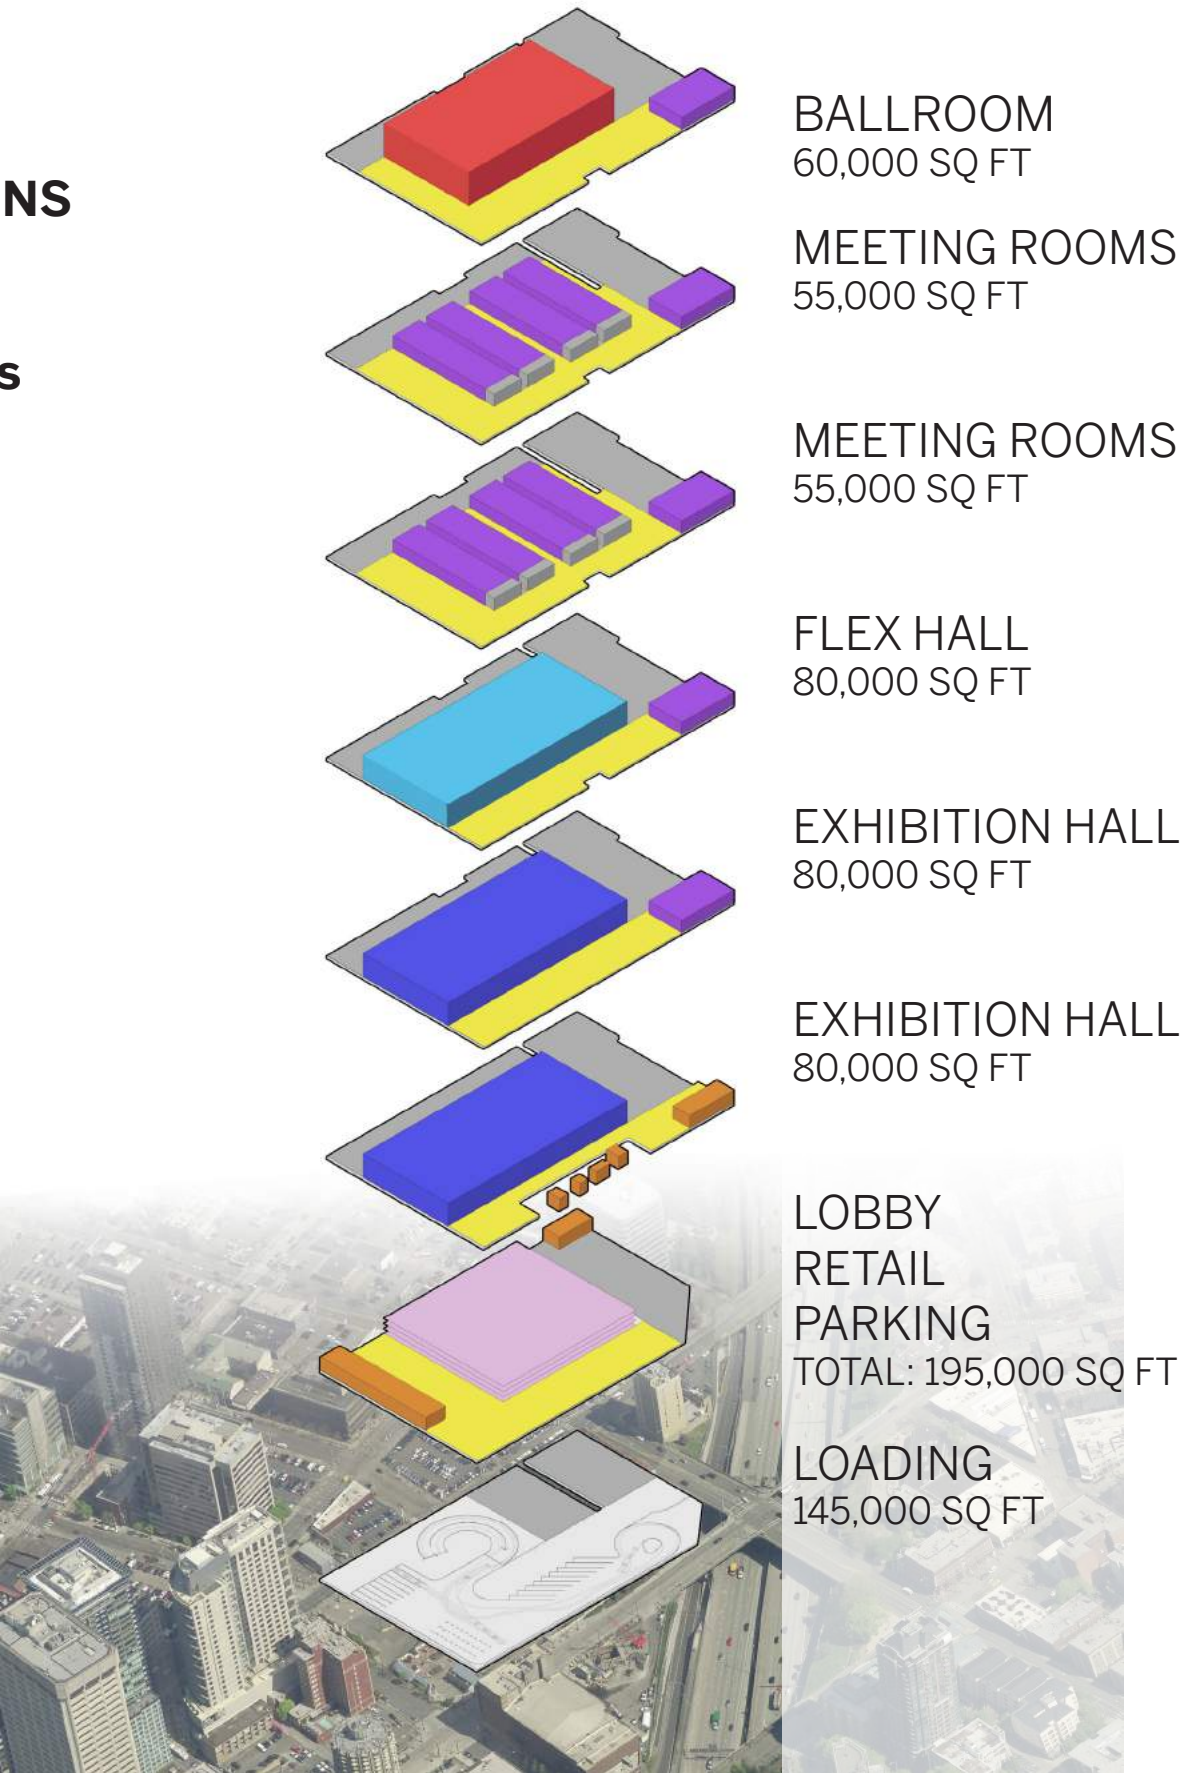 NS
s
BALLROOM
60,000 SQ FT
MEETING ROOMS
55,000 SQ FT
MEETING ROOMS
55,000 SQ FT
FLEX HALL
80,000 SQ FT
EXHIBITION HALL
80,000 SQ FT
EXHIBITION HALL
80,000 SQ FT
LOBBY
RETAIL
PARKING
TOTAL: 195,000 SQ FT
LOADING
145,000 SQ FT